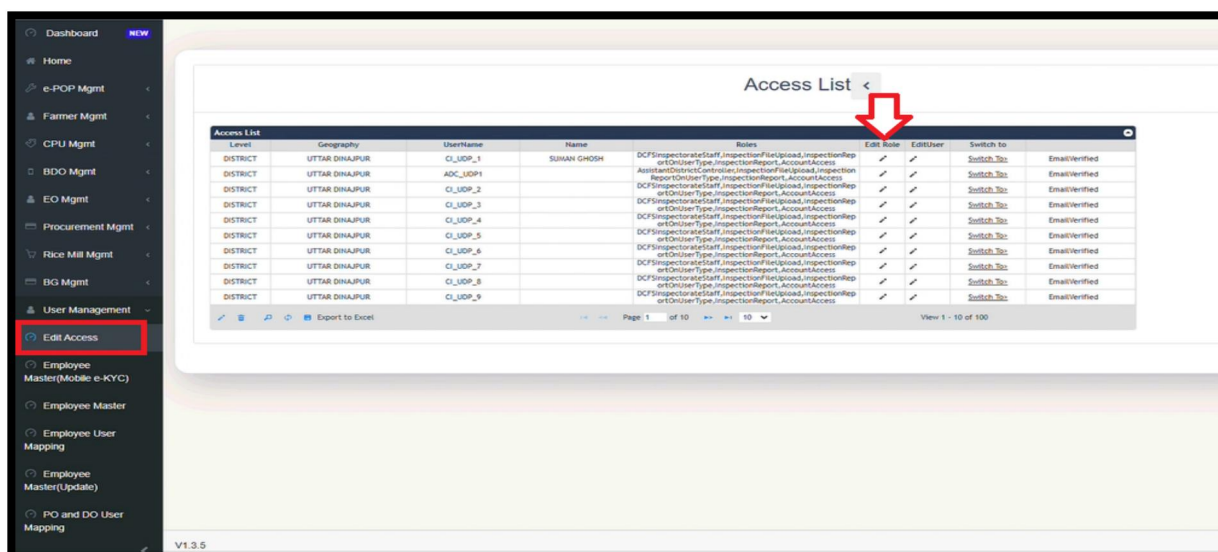 Dashboard NEW
Home
e-POP Mgmt
Farmer Mgmt
CPU Mgmt
BDO Mgmt
EO Mgmt
Procurement Mgmt
Rice Mill Mgmt
BG Mgmt
User Management
Edit Access
Employee
Master(Mobile e-KYC)
Employee Master
Employee User
Mapping
Employee
Master(Update)
PO and DO User
Mapping
Access List <
Access List
Level Geography UserName Name Roles Edit Role EditUser Switch to
DISTRICT UTTAR DINAJPUR CI_UDP_1 SUMAN GHOSH DCFSInspectorateStaff,InspectionFileUpload,InspectionRep
ortOnUserType,InspectionReport,AccountAccess Switch To> EmailVerified
DISTRICT UTTAR DINAJPUR ADC_UDP1 AssistantDistrictController,InspectionFileUpload,Inspection
ReportOnUserType,InspectionReport,AccountAccess Switch To> EmailVerified
DISTRICT UTTAR DINAJPUR CI_UDP_2 DCFSInspectorateStaff,InspectionFileUpload,InspectionRep
ortOnUserType,InspectionReport,AccountAccess Switch To> EmailVerified
DISTRICT UTTAR DINAJPUR CI_UDP_3 DCFSInspectorateStaff,InspectionFileUpload,InspectionRep
ortOnUserType,InspectionReport,AccountAccess Switch To> EmailVerified
DISTRICT UTTAR DINAJPUR CI_UDP_4 DCFSInspectorateStaff,InspectionFileUpload,InspectionRep
ortOnUserType,InspectionReport,AccountAccess Switch To> EmailVerified
DISTRICT UTTAR DINAJPUR CI_UDP_5 DCFSInspectorateStaff,InspectionFileUpload,InspectionRep
ortOnUserType,InspectionReport,AccountAccess Switch To> EmailVerified
DISTRICT UTTAR DINAJPUR CI_UDP_6 DCFSInspectorateStaff,InspectionFileUpload,InspectionRep
ortOnUserType,InspectionReport,AccountAccess Switch To> EmailVerified
DISTRICT UTTAR DINAJPUR CI_UDP_7 DCFSInspectorateStaff,InspectionFileUpload,InspectionRep
ortOnUserType,InspectionReport,AccountAccess Switch To> EmailVerified
DISTRICT UTTAR DINAJPUR CI_UDP_8 DCFSInspectorateStaff,InspectionFileUpload,InspectionRep
ortOnUserType,InspectionReport,AccountAccess Switch To> EmailVerified
DISTRICT UTTAR DINAJPUR CI_UDP_9 DCFSInspectorateStaff,InspectionFileUpload,InspectionRep
ortOnUserType,InspectionReport,AccountAccess Switch To> EmailVerified
Export to Excel Page 1 of 10 10 View 1 - 10 of 100
V1.3.5